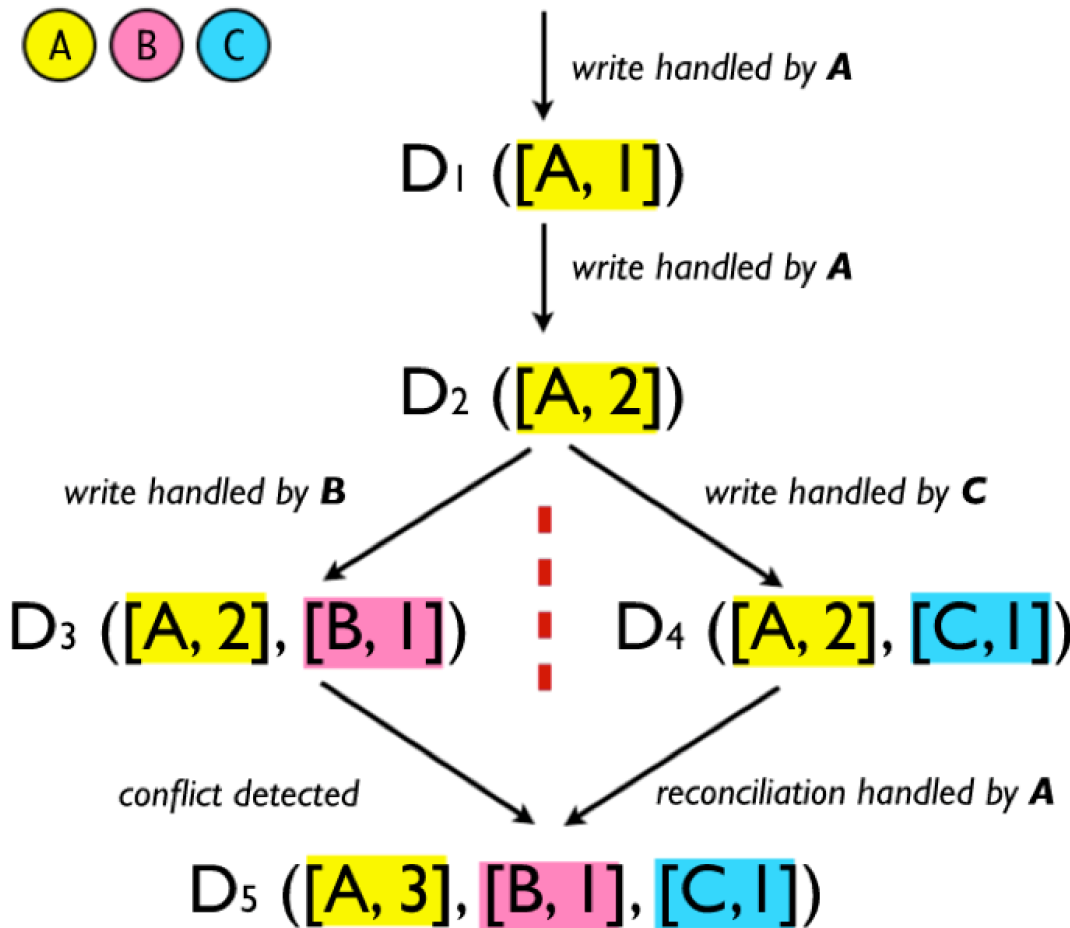 A B C
write handled by A
D1 ([A, 1])
write handled by A
D2 ([A, 2])
write handled by B
write handled by C
D3 ([A, 2], [B, 1])
D4 ([A, 2], [C,1])
conflict detected
reconciliation handled by A
D5 ([A, 3], [B, 1], [C,1])